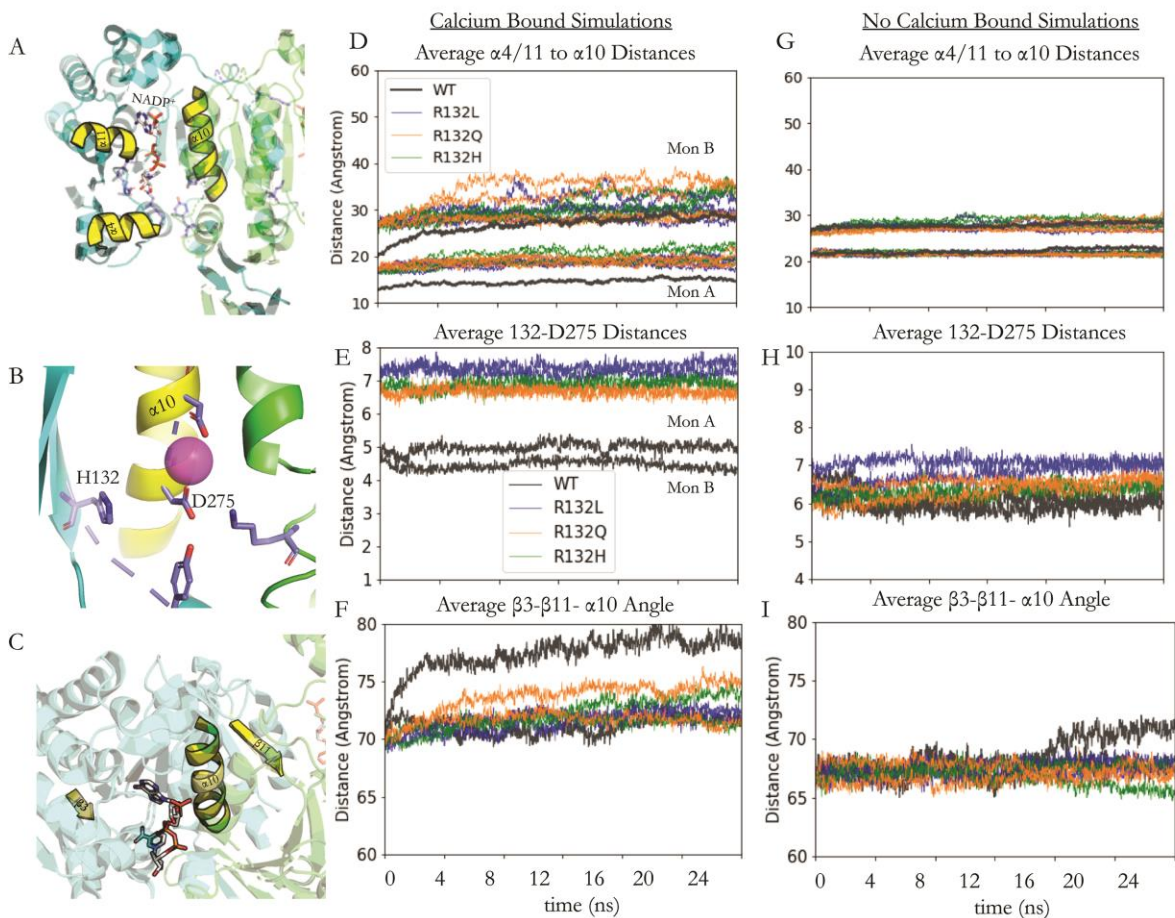 Calcium Bound Simulations
No Calcium Bound Simulations
A
NADP+
α11
α10
α4
B
α10
H132
D275
C
β3
α10
β11
D
Average α4/11 to α10 Distances
Distance (Angstrom)
60
50
40
30
20
10
WT
R132L
R132Q
R132H
Mon B
Mon A
E
Average 132-D275 Distances
Distance (Angstrom)
8
7
6
5
4
3
2
1
Mon A
Mon B
WT
R132L
R132Q
R132H
F
Average β3-β11- α10 Angle
Distance (Angstrom)
80
75
70
65
60
0 4 8 12 16 20 24
time (ns)
G
Average α4/11 to α10 Distances
Distance (Angstrom)
60
50
40
30
20
10
H
Average 132-D275 Distances
Distance (Angstrom)
10
9
8
7
6
5
4
I
Average β3-β11- α10 Angle
Distance (Angstrom)
80
75
70
65
60
0 4 8 12 16 20 24
time (ns)